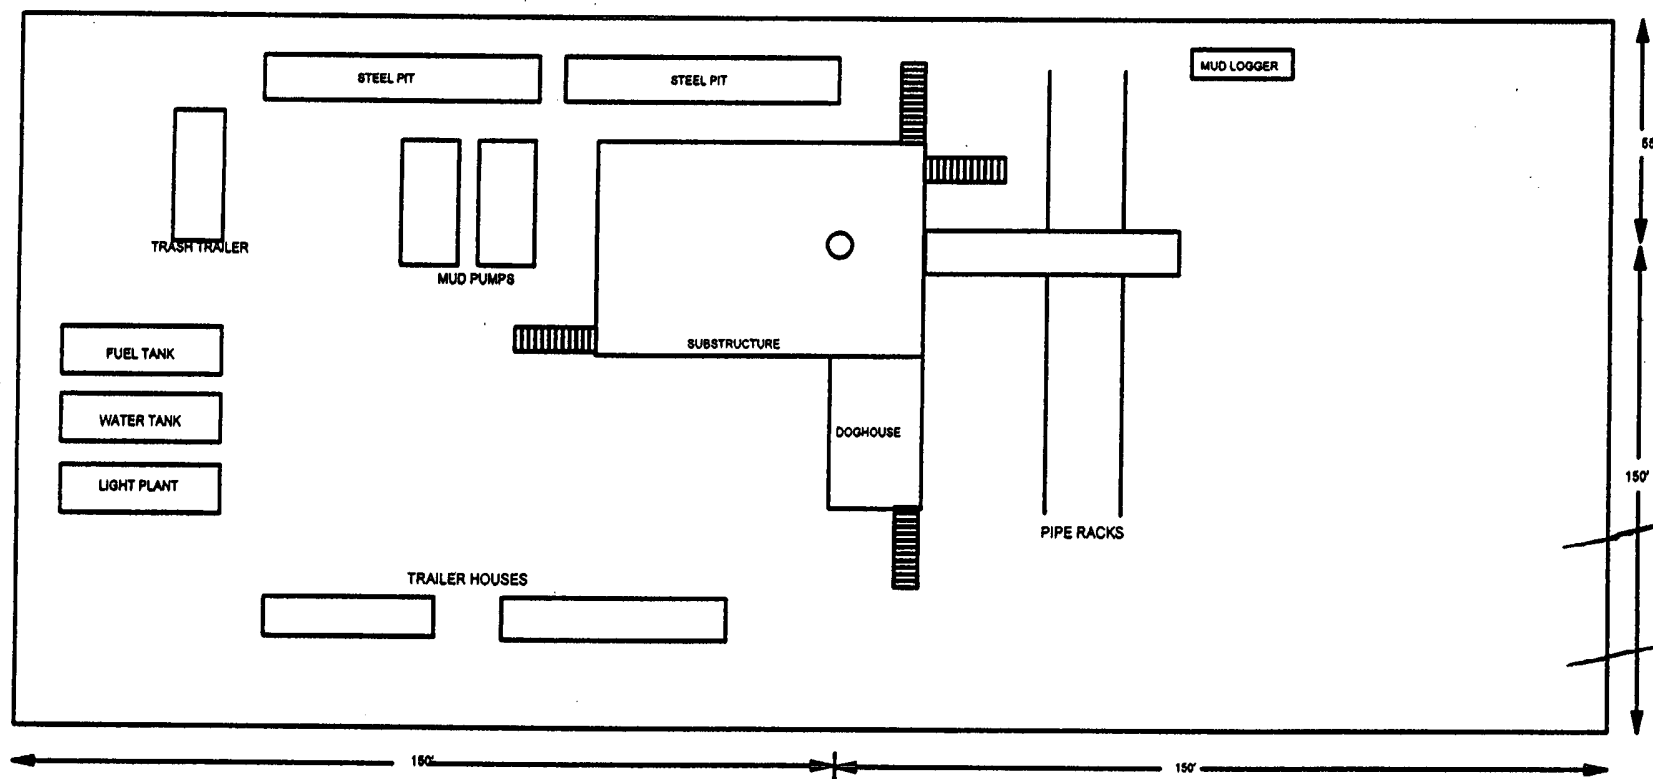 STEEL PIT
STEEL PIT
MUD LOGGER
TRASH TRAILER
MUD PUMPS
FUEL TANK
SUBSTRUCTURE
WATER TANK
DOGHOUSE
LIGHT PLANT
150'
PIPE RACKS
TRAILER HOUSES
150'
150'